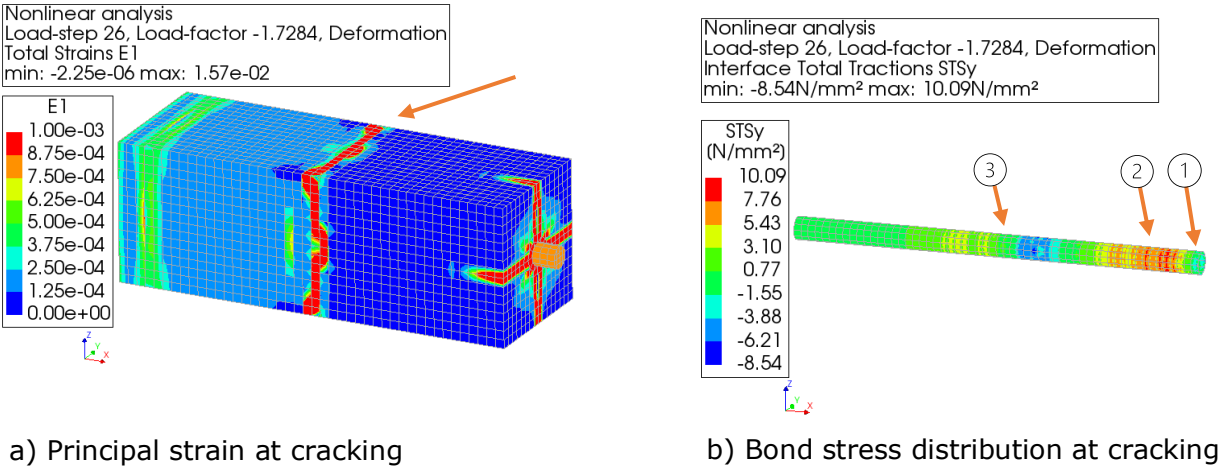 Nonlinear analysis
Load-step 26, Load-factor -1.7284, Deformation
Total Strains E1
min: -2.25e-06 max: 1.57e-02
E1
1.00e-03
8.75e-04
7.50e-04
6.25e-04
5.00e-04
3.75e-04
2.50e-04
1.25e-04
0.00e+00
Z
Y
X
a) Principal strain at cracking
Nonlinear analysis
Load-step 26, Load-factor -1.7284, Deformation
Interface Total Tractions STSy
min: -8.54N/mm² max: 10.09N/mm²
STSy
(N/mm²)
10.09
7.76
5.43
3.10
0.77
-1.55
-3.88
-6.21
-8.54
3
2
1
Z
Y
X
b) Bond stress distribution at cracking